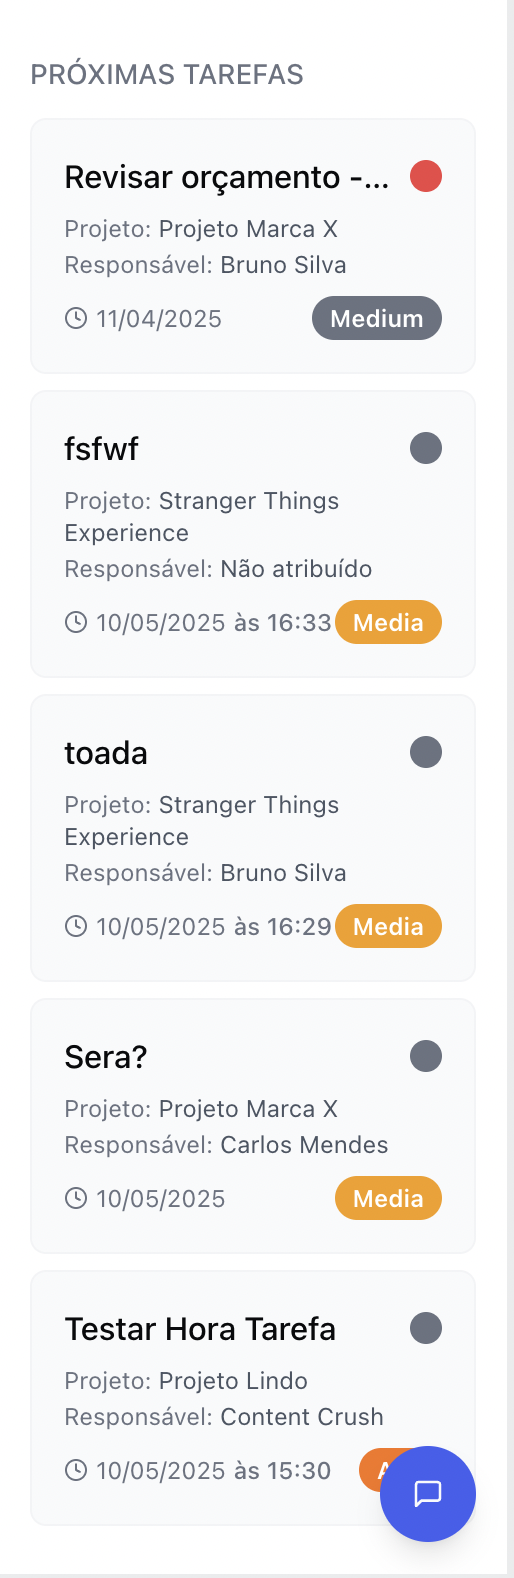 PRÓXIMAS TAREFAS
Revisar orçamento -...
Projeto: Projeto Marca X
Responsável: Bruno Silva
11/04/2025 Medium
fsfwf
Projeto: Stranger Things
Experience
Responsável: Não atribuído
10/05/2025 às 16:33 Media
toada
Projeto: Stranger Things
Experience
Responsável: Bruno Silva
10/05/2025 às 16:29 Media
Sera?
Projeto: Projeto Marca X
Responsável: Carlos Mendes
10/05/2025 Media
Testar Hora Tarefa
Projeto: Projeto Lindo
Responsável: Content Crush
10/05/2025 às 15:30